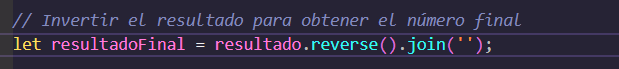 // Invertir el resultado para obtener el número final
let resultadoFinal = resultado.reverse().join('');